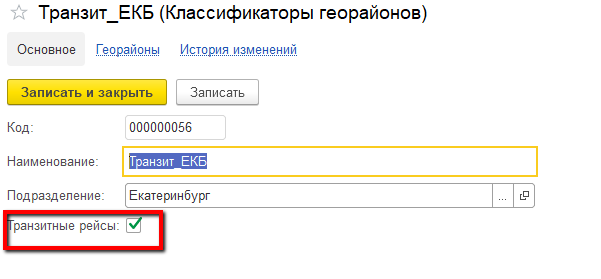 Транзит_ЕКБ (Классификаторы георайонов)
Основное Георайоны История изменений
Записать и закрыть Записать
Код: 000000056
Наименование: Транзит_ЕКБ
Подразделение: Екатеринбург ...
Транзитные рейсы: